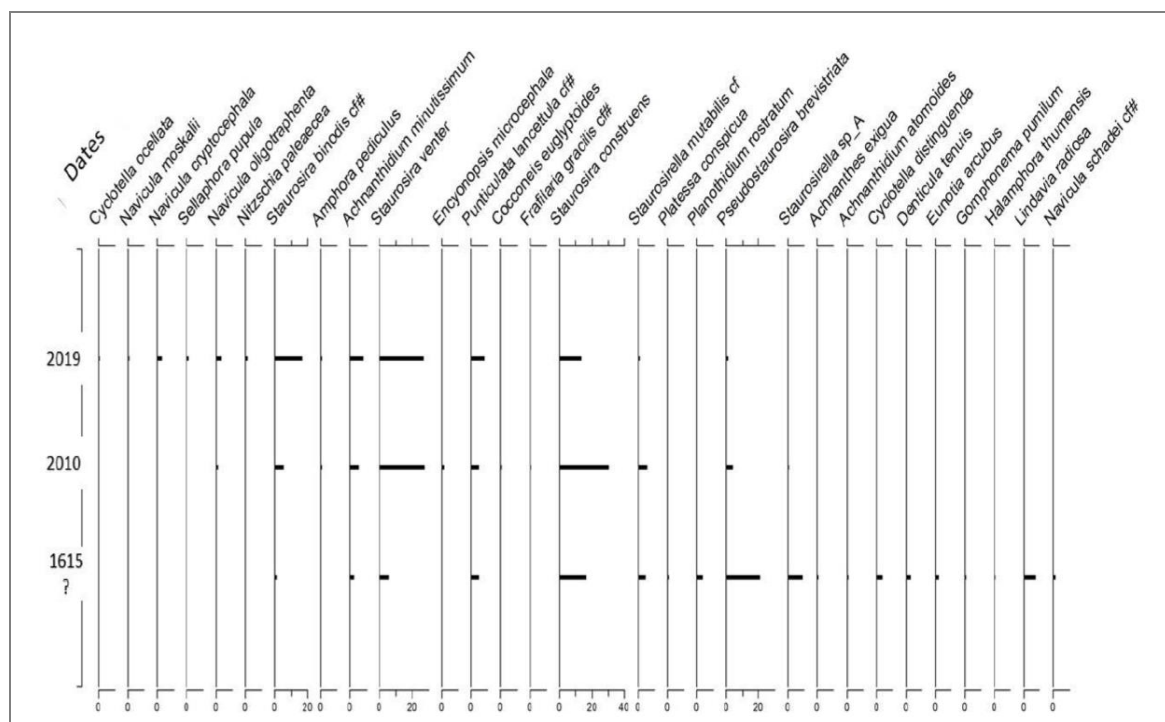 Dates
Cyclotella ocellata
Navicula moskalii
Navicula cryptocephala
Sellaphora pupula
Navicula oligotraphenta
Nitzschia paleaecea
Staurosira binodis cf#
Amphora pediculus
Achnanthidium minutissimum
Staurosira venter
Encyonopsis microcephala
Punticulata lancettula cf#
Cocconeis euglyptoides
Frafilaria gracilis cf#
Staurosira construens
Staurosirella mutabilis cf
Platessa conspicua
Planothidium rostratum
Pseudostaurosira brevistriata
Staurosirella sp_A
Achnanthes exigua
Achnanthidium atomoides
Cyclotella distinguenda
Denticula tenuis
Eunotia arcubus
Gomphonema pumilum
Halamphora thumensis
Lindavia radiosa
Navicula schadei cf#
2019
2010
1615
?
0 0 0 0 0 0 0 20 0 0 0 20 0 0 0 0 0 20 40 0 0 0 0 20 0 0 0 0 0 0 0 0 0 0